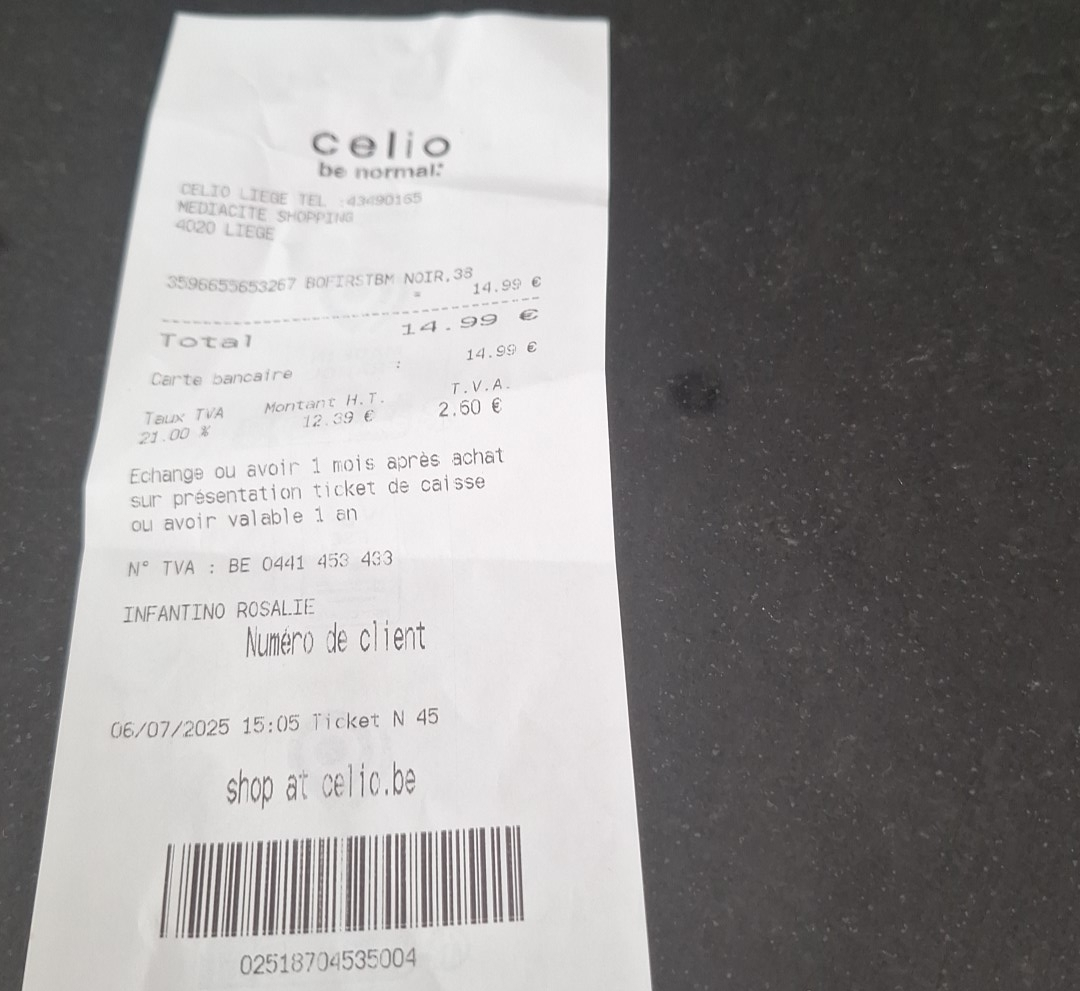 celio
be normal:
CELIO LIEGE TEL :43490165
MEDIACITE SHOPPING
4020 LIEGE
3596655653267 BOFIRSTBM NOIR,38
= 14.99 €
Total 14.99 €
Carte bancaire : 14.99 €
Taux TVA Montant H.T. T.V.A.
21.00 % 12.39 € 2.60 €
Echange ou avoir 1 mois après achat
sur présentation ticket de caisse
ou avoir valable 1 an
N° TVA : BE 0441 453 433
INFANTINO ROSALIE
Numéro de client
06/07/2025 15:05 Ticket N 45
shop at celio.be
02518704535004